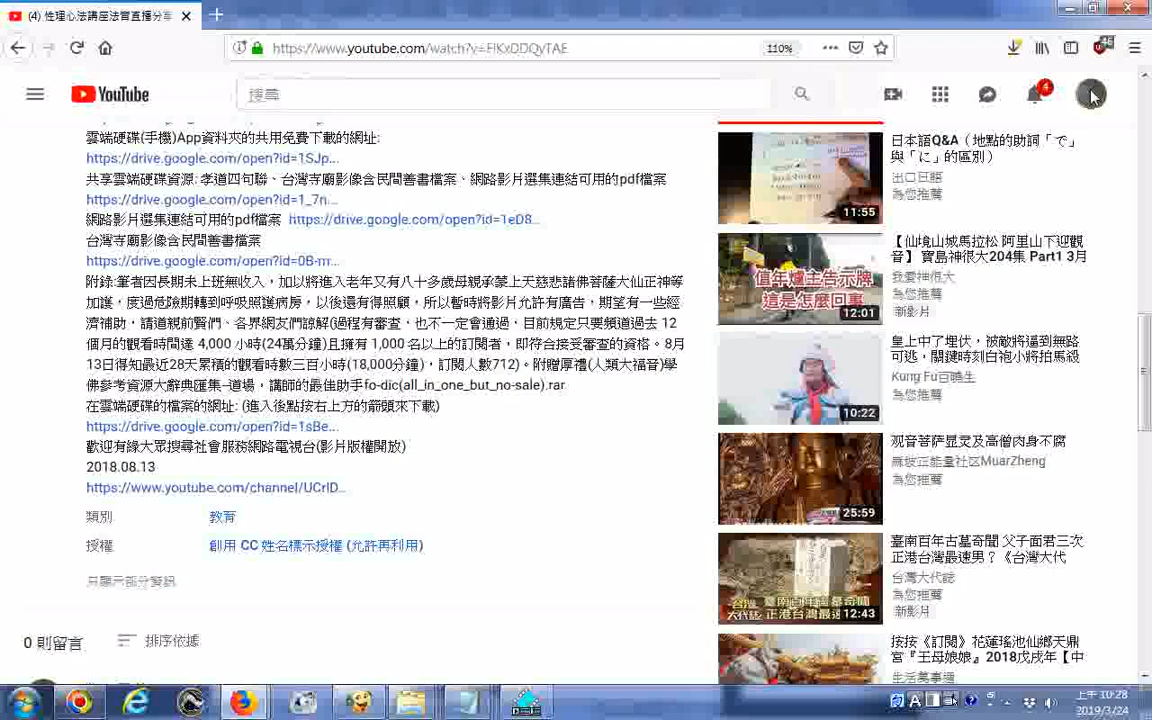 (4) 性理心法講座法會直播分享
https://www.youtube.com/watch?v=FlKxDDQyTAE
110%
YouTube
搜尋
4
雲端硬碟(手機)App資料夾的共用免費下載的網址:
https://drive.google.com/open?id=1SJp...
共享雲端硬碟資源: 孝道四句聯、台灣寺廟影像含民間善書檔案、網路影片選集連結可用的pdf檔案
https://drive.google.com/open?id=1_7n...
網路影片選集連結可用的pdf檔案 https://drive.google.com/open?id=1eD8...
台灣寺廟影像含民間善書檔案
https://drive.google.com/open?id=0B-m...
附錄:筆者因長期未上班無收入，加以將進入老年又有八十多歲母親承蒙上天慈悲諸佛菩薩大仙正神等
加護，度過危險期轉到呼吸照護病房，以後還有得照顧，所以暫時將影片允許有廣告，期望有一些經
濟補助，請道親前賢們、各界網友們諒解(過程有審查，也不一定會通過，目前規定只要頻道過去 12
個月的觀看時間達 4,000 小時(24萬分鐘)且擁有 1,000 名以上的訂閱者，即符合接受審查的資格。8月
13日得知最近28天累積的觀看時數三百小時(18,000分鐘)，訂閱人數712)。附贈厚禮(人類大福音)學
佛參考資源大辭典匯集-道場，講師的最佳助手fo-dic(all_in_one_but_no-sale).rar
在雲端硬碟的檔案的網址: (進入後點按右上方的箭頭來下載)
https://drive.google.com/open?id=1sBe...
歡迎有緣大眾搜尋社會服務網路電視台(影片版權開放)
2018.08.13
https://www.youtube.com/channel/UCrlD...
類別 教育
授權 創用 CC 姓名標示授權 (允許再利用)
只顯示部分資訊
0 則留言 排序依據
11:55
日本語Q&A（地點的助詞「で」
與「に」的區別）
出口日語
為您推薦
值年爐主告示牌
這是怎麼回事
12:01
【仙境山城馬拉松 阿里山下迎觀
音】寶島神很大204集 Part1 3月
我愛神很大
為您推薦
新影片
10:22
皇上中了埋伏，被敵將逼到無路
可逃，關鍵時刻白袍小將拍馬殺
Kung Fu百曉生
為您推薦
25:59
观音菩萨显灵及高僧肉身不腐
麻坡正能量社区MuarZheng
為您推薦
12:43
臺南百年古墓奇聞 父子面君三次
正港台灣最速男？《台灣大代
台灣大代誌
為您推薦
新影片
按按《訂閱》花蓮瑤池仙鄉天鼎
宮『王母娘娘』2018戊戌年【中
生活萬事通
上午 10:28
2019/3/24